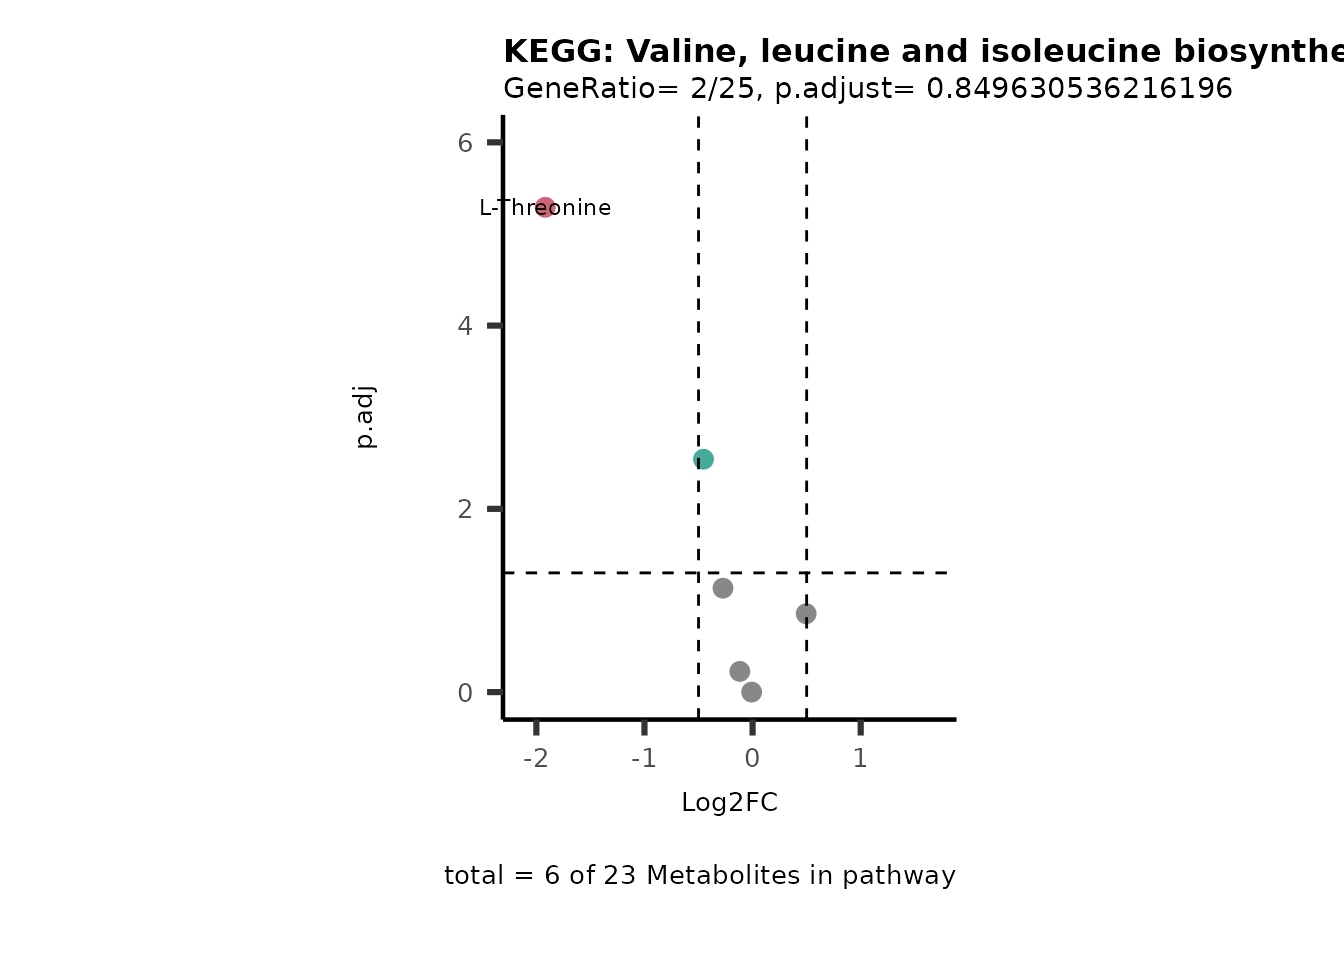 KEGG: Valine, leucine and isoleucine biosynthe
GeneRatio= 2/25, p.adjust= 0.849630536216196
6
L-Threonine
4
p.adj
2
0
-2 -1 0 1
Log2FC
total = 6 of 23 Metabolites in pathway